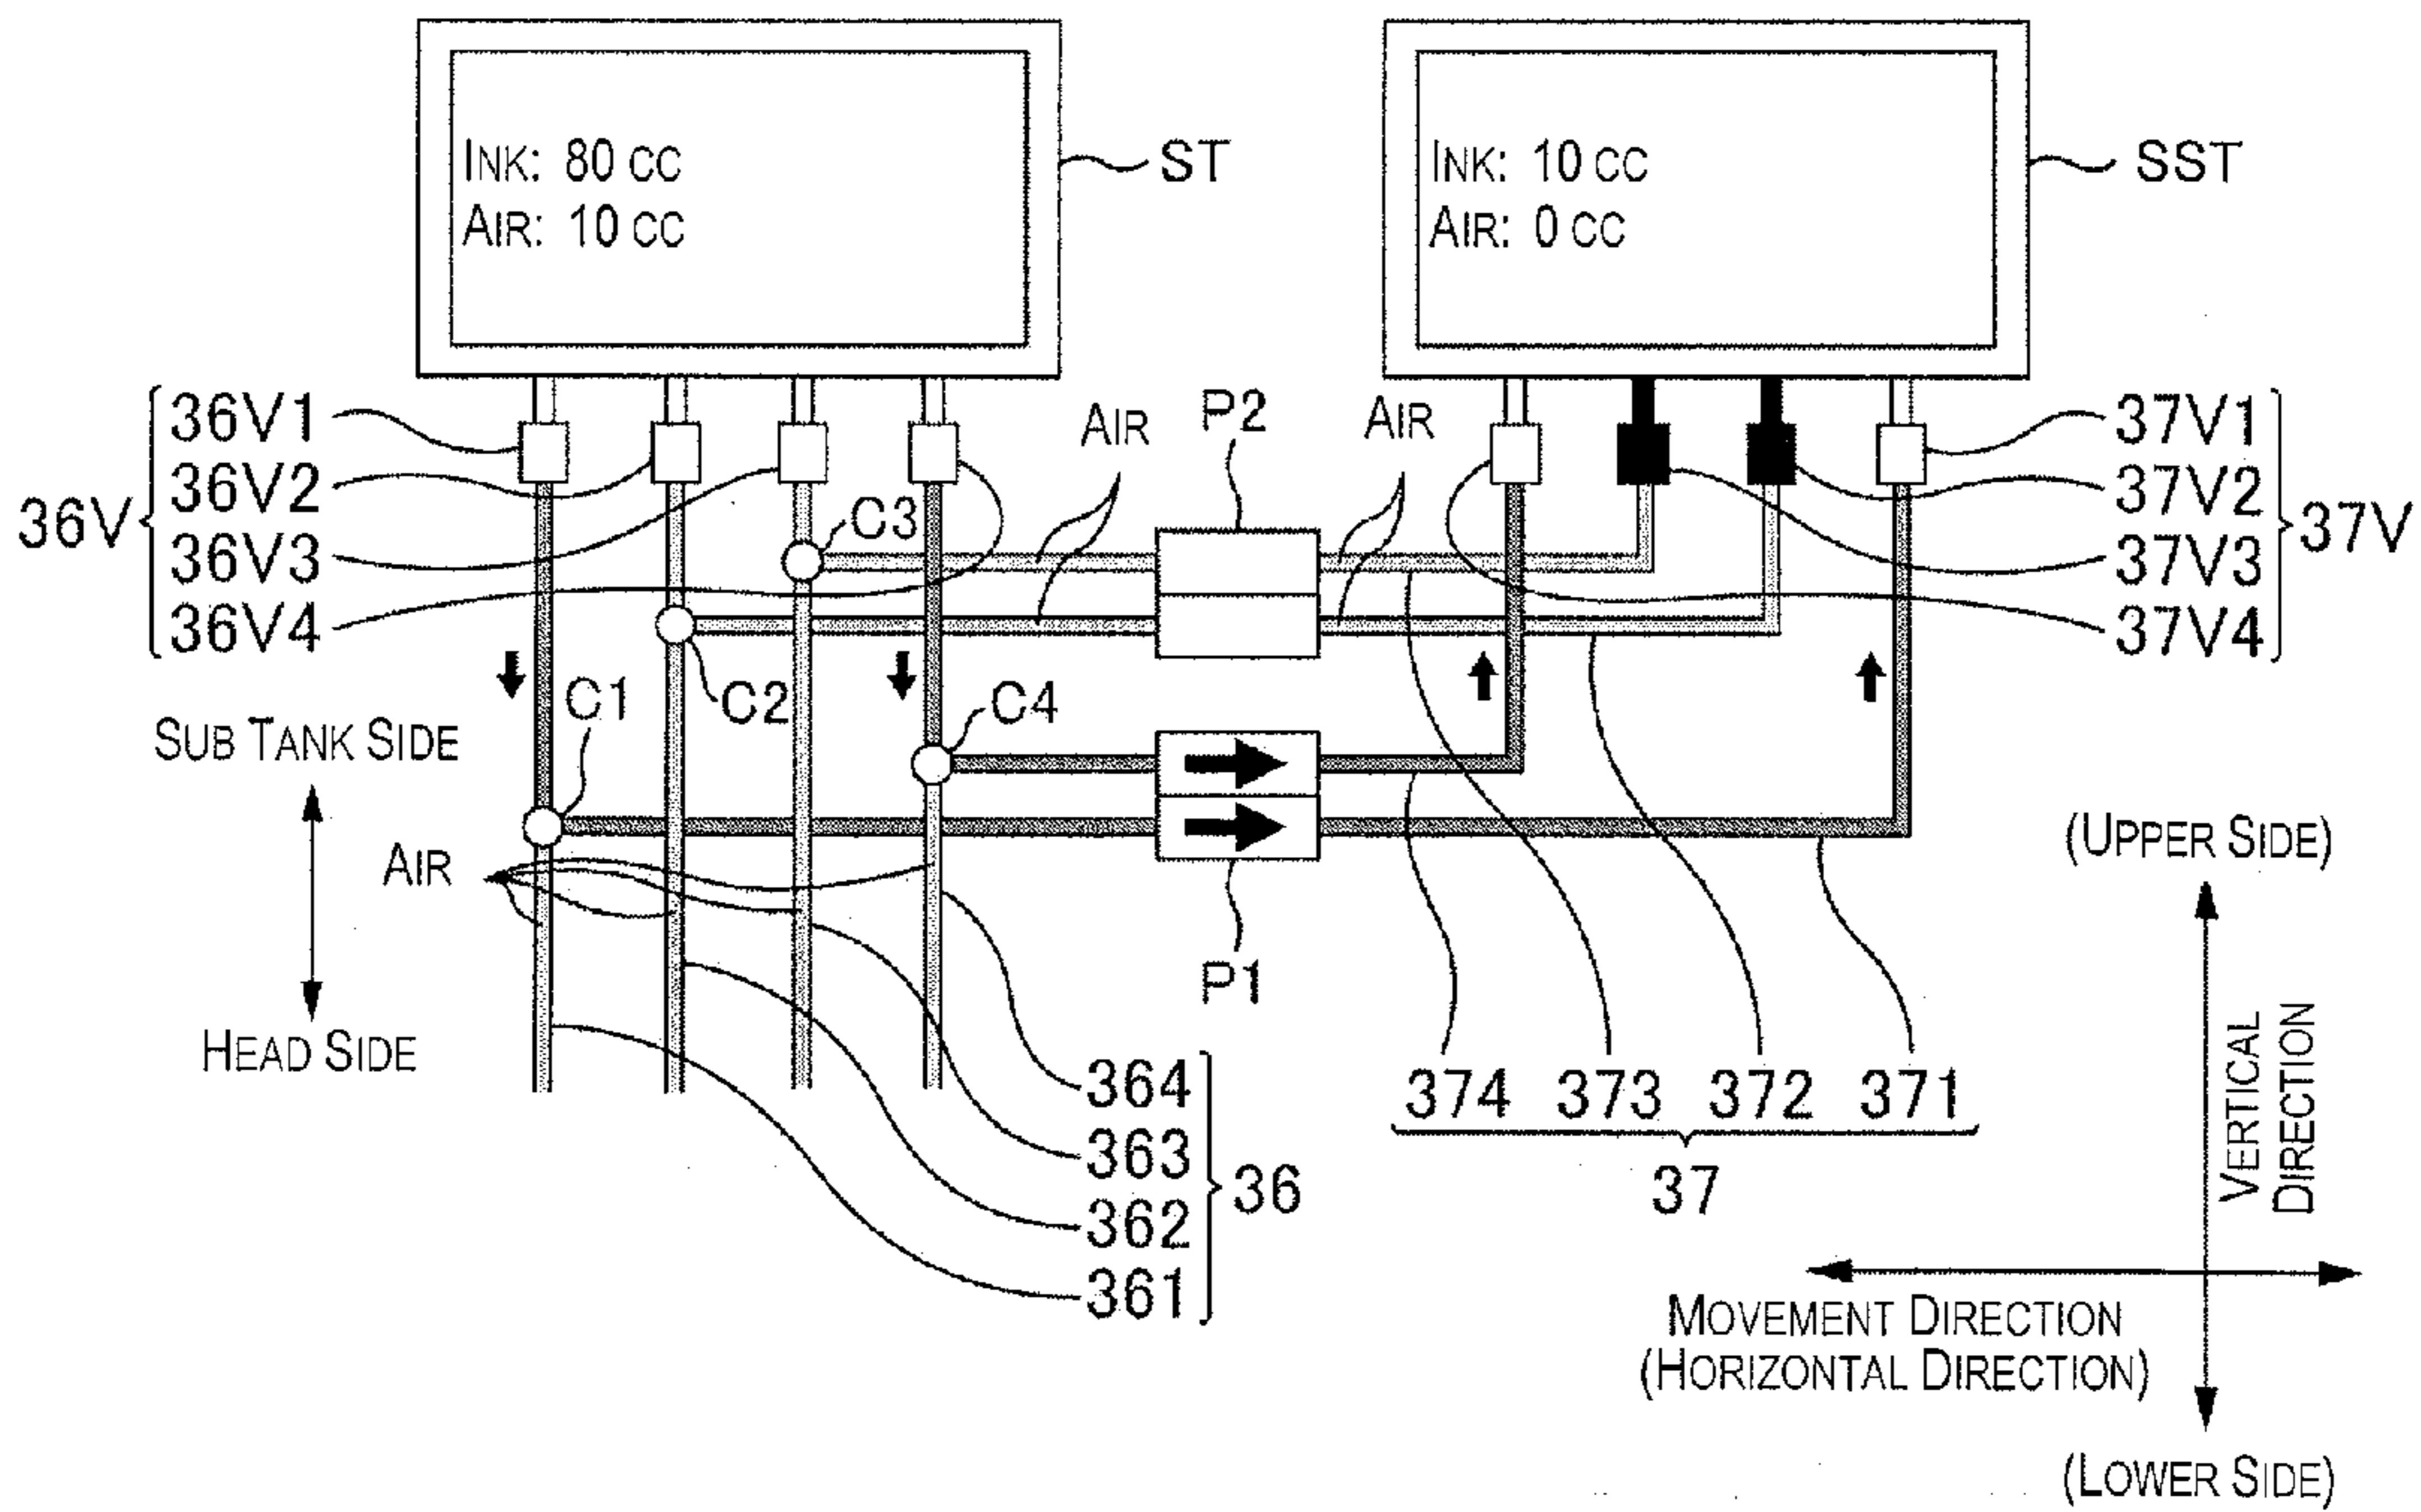 INK: 80 CC
AIR: 10 CC
ST
INK: 10 CC
AIR: 0 CC
SST
36V
36V1
36V2
36V3
36V4
AIR
P2
AIR
37V1
37V2
37V3
37V4
37V
C3
C2
C1
C4
SUB TANK SIDE
AIR
HEAD SIDE
P1
(UPPER SIDE)
364
363
362
361
36
374 373 372 371
37
VERTICAL
DIRECTION
MOVEMENT DIRECTION
(HORIZONTAL DIRECTION)
(LOWER SIDE)